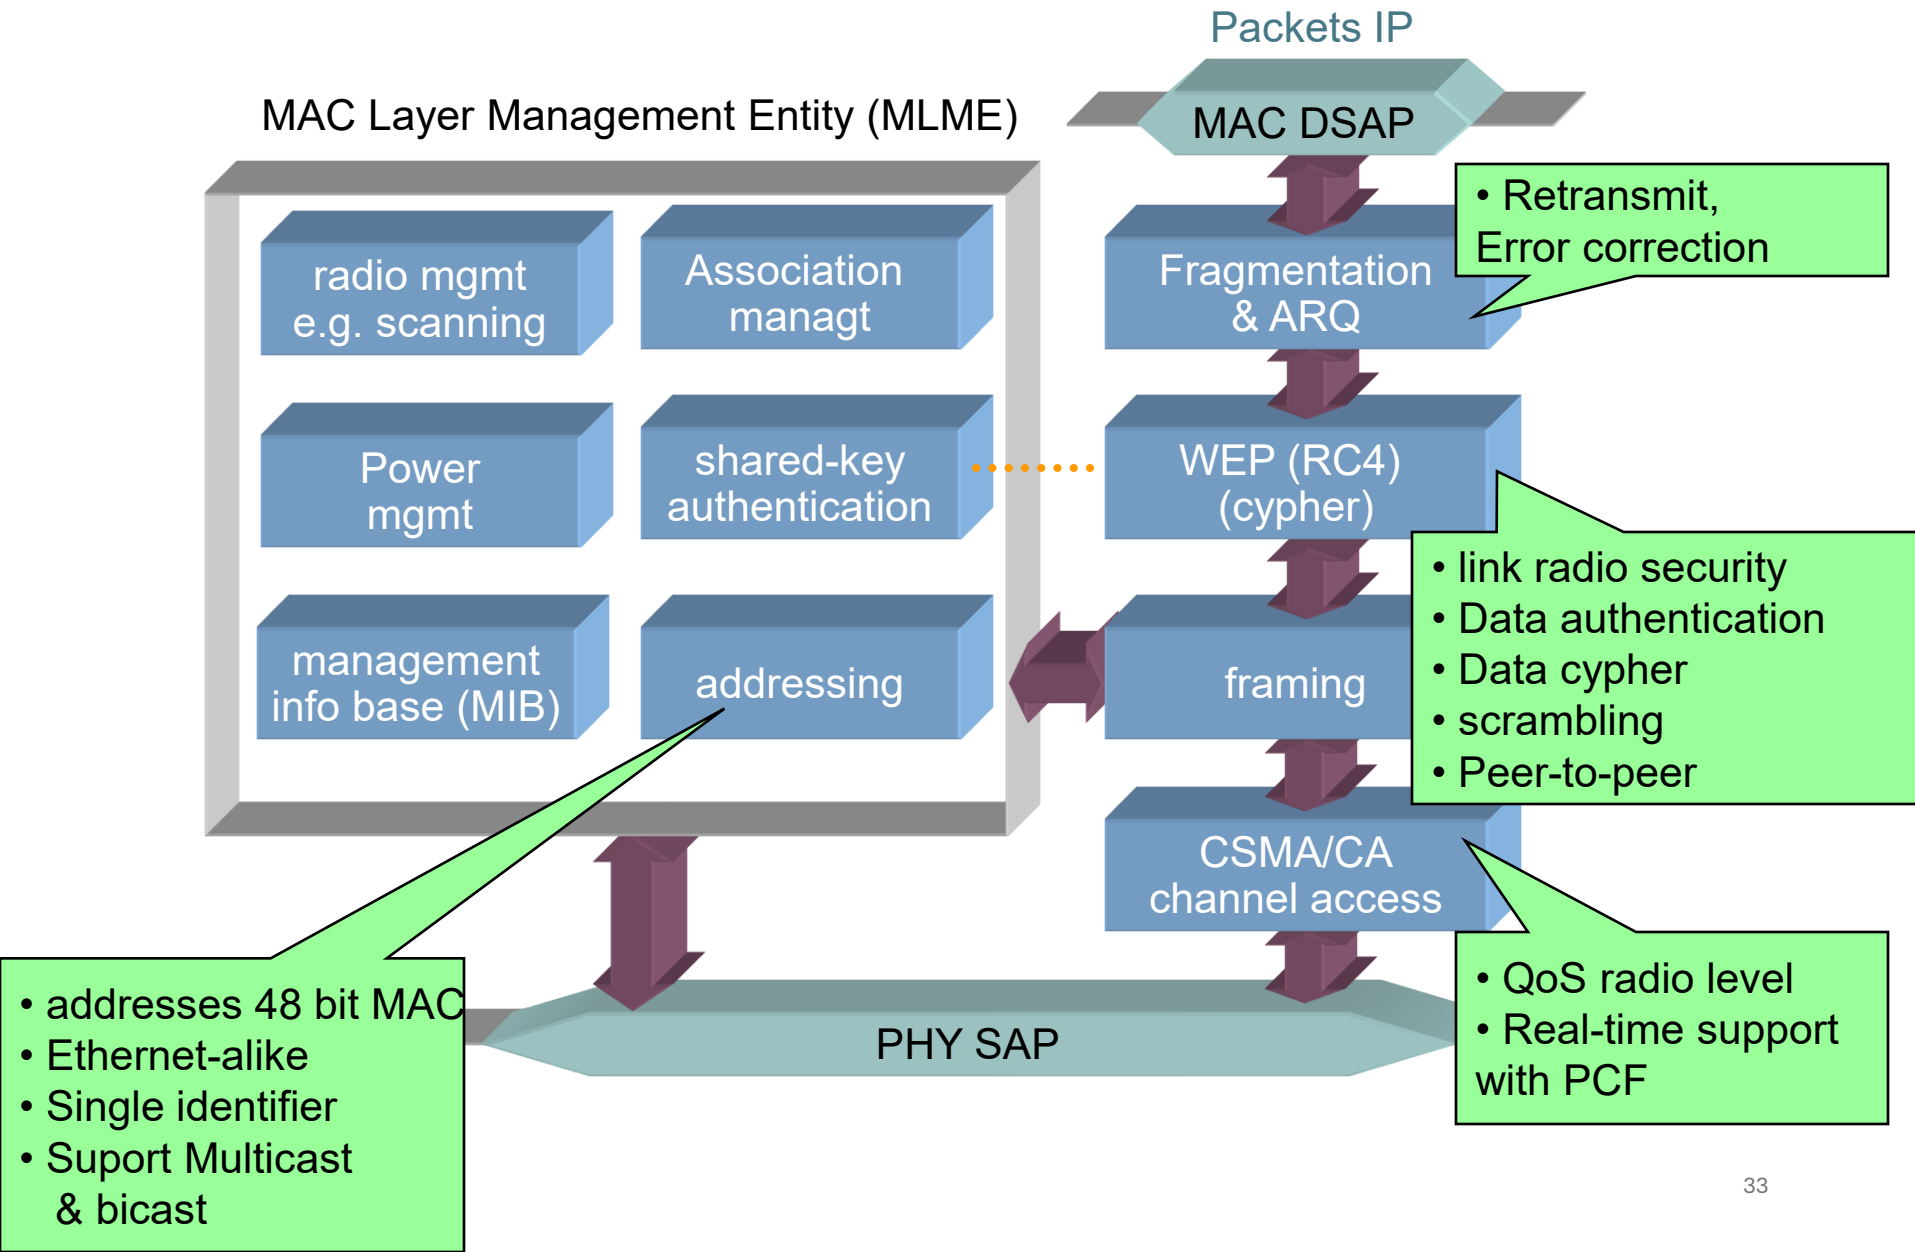 Packets IP
MAC Layer Management Entity (MLME)
MAC DSAP
radio mgmt
e.g. scanning
Association
managt
Power
mgmt
shared-key
authentication
management
info base (MIB)
addressing
Fragmentation
& ARQ
WEP (RC4)
(cypher)
framing
CSMA/CA
channel access
PHY SAP
• Retransmit,
Error correction
• link radio security
• Data authentication
• Data cypher
• scrambling
• Peer-to-peer
• QoS radio level
• Real-time support
with PCF
• addresses 48 bit MAC
• Ethernet-alike
• Single identifier
• Suport Multicast
& bicast
33